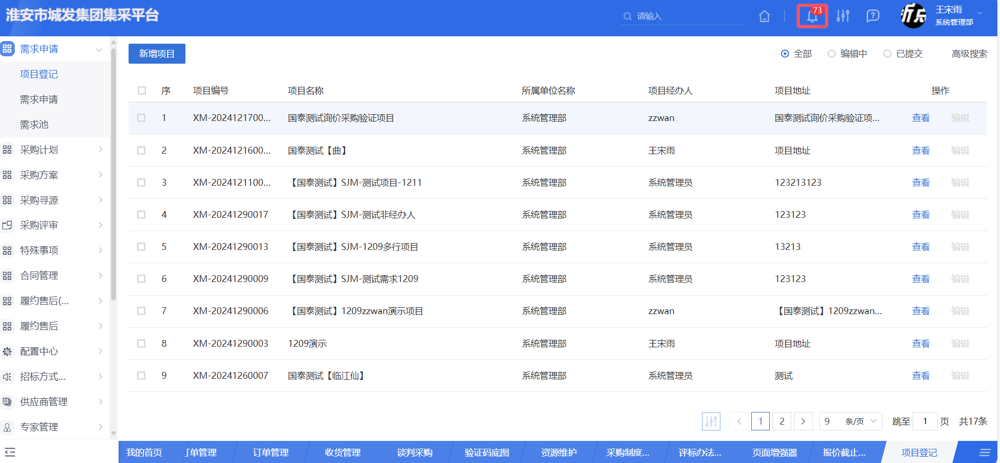 淮安市城发集团集采平台
请输入
73
王宋雨
系统管理部
需求申请
项目登记
需求申请
需求池
采购计划
采购方案
采购寻源
采购评审
特殊事项
合同管理
履约售后(...
履约售后
配置中心
招标方式...
供应商管理
专家管理
新增项目
全部 编辑中 已提交 高级搜索
序 项目编号 项目名称 所属单位名称 项目经办人 项目地址 操作
1 XM-2024121700... 国泰测试询价采购验证项目 系统管理部 zzwan 国泰测试询价采购验证项... 查看 编辑
2 XM-2024121600... 国泰测试【曲】 系统管理部 王宋雨 项目地址 查看 编辑
3 XM-2024121100... 【国泰测试】SJM-测试项目-1211 系统管理部 系统管理员 123213123 查看 编辑
4 XM-20241290017 【国泰测试】SJM-测试非经办人 系统管理部 系统管理员 123123 查看 编辑
5 XM-20241290013 【国泰测试】SJM-1209多行项目 系统管理部 系统管理员 13213 查看 编辑
6 XM-20241290009 【国泰测试】SJM-测试需求1209 系统管理部 系统管理员 123123 查看 编辑
7 XM-20241290006 【国泰测试】1209zzwan演示项目 系统管理部 zzwan 【国泰测试】1209zzwan... 查看 编辑
8 XM-20241290003 1209演示 系统管理部 王宋雨 项目地址 查看 编辑
9 XM-20241260007 国泰测试【临江仙】 系统管理部 系统管理员 测试 查看 编辑
1 2 9 条/页 跳至 1 页 共17条
我的首页 单管理 订单管理 收货管理 谈判采购 验证码底图 资源维护 采购制度... 评标办法... 页面增强器 报价截止... 项目登记